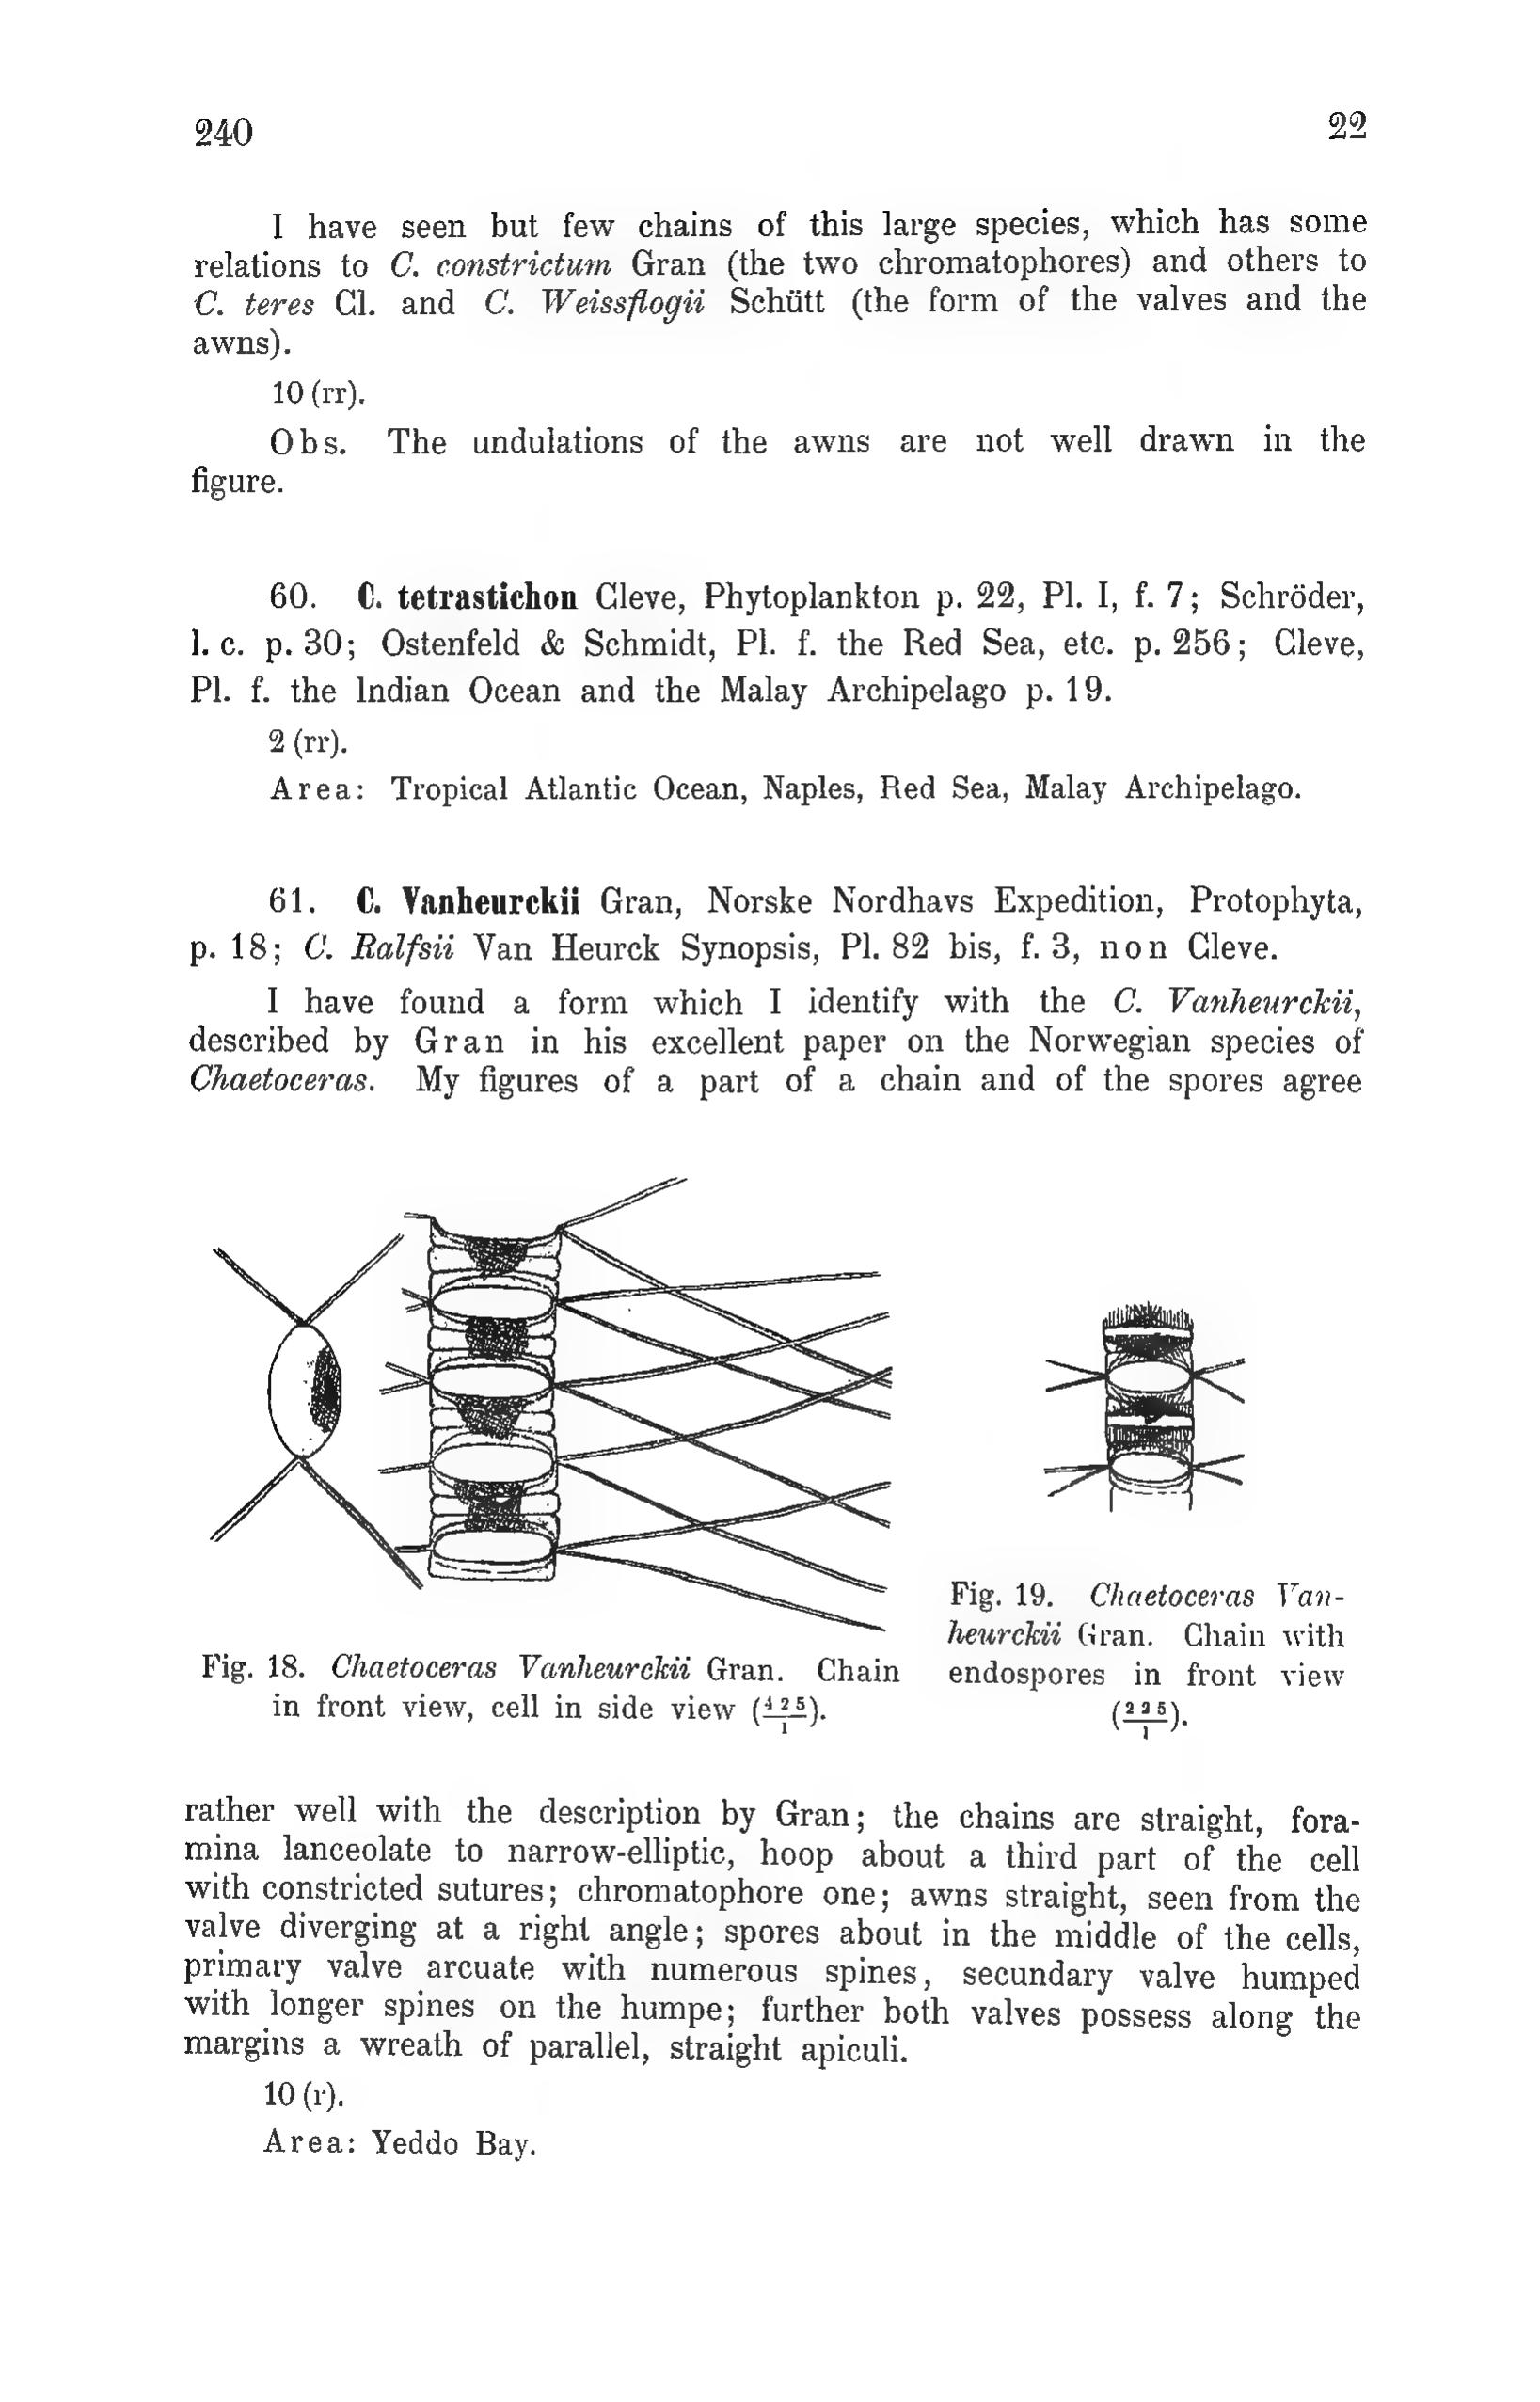 240 22
I have seen but few chains of this large species, which has some
relations to C. constrictum Gran (the two chromatophores) and others to
C. teres Cl. and C. Weissflogii Schütt (the form of the valves and the
awns).
10 (rr).
Obs. The undulations of the awns are not well drawn in the
figure.
60. C. tetrastichon Cleve, Phytoplankton p. 22, Pl. I, f. 7; Schröder,
l. c. p. 30; Ostenfeld & Schmidt, Pl. f. the Red Sea, etc. p. 256; Cleve,
Pl. f. the Indian Ocean and the Malay Archipelago p. 19.
2 (rr).
Area: Tropical Atlantic Ocean, Naples, Red Sea, Malay Archipelago.
61. C. Vanheurckii Gran, Norske Nordhavs Expedition, Protophyta,
p. 18; C. Ralfsii Van Heurck Synopsis, Pl. 82 bis, f. 3, non Cleve.
I have found a form which I identify with the C. Vanheurckii,
described by Gran in his excellent paper on the Norwegian species of
Chaetoceras. My figures of a part of a chain and of the spores agree
Fig. 18. Chaetoceras Vanheurckii Gran. Chain
in front view, cell in side view (425/1).
Fig. 19. Chaetoceras Van-
heurckii Gran. Chain with
endospores in front view
(225/1).
rather well with the description by Gran; the chains are straight, fora-
mina lanceolate to narrow-elliptic, hoop about a third part of the cell
with constricted sutures; chromatophore one; awns straight, seen from the
valve diverging at a right angle; spores about in the middle of the cells,
primary valve arcuate with numerous spines, secundary valve humped
with longer spines on the humpe; further both valves possess along the
margins a wreath of parallel, straight apiculi.
10 (r).
Area: Yeddo Bay.